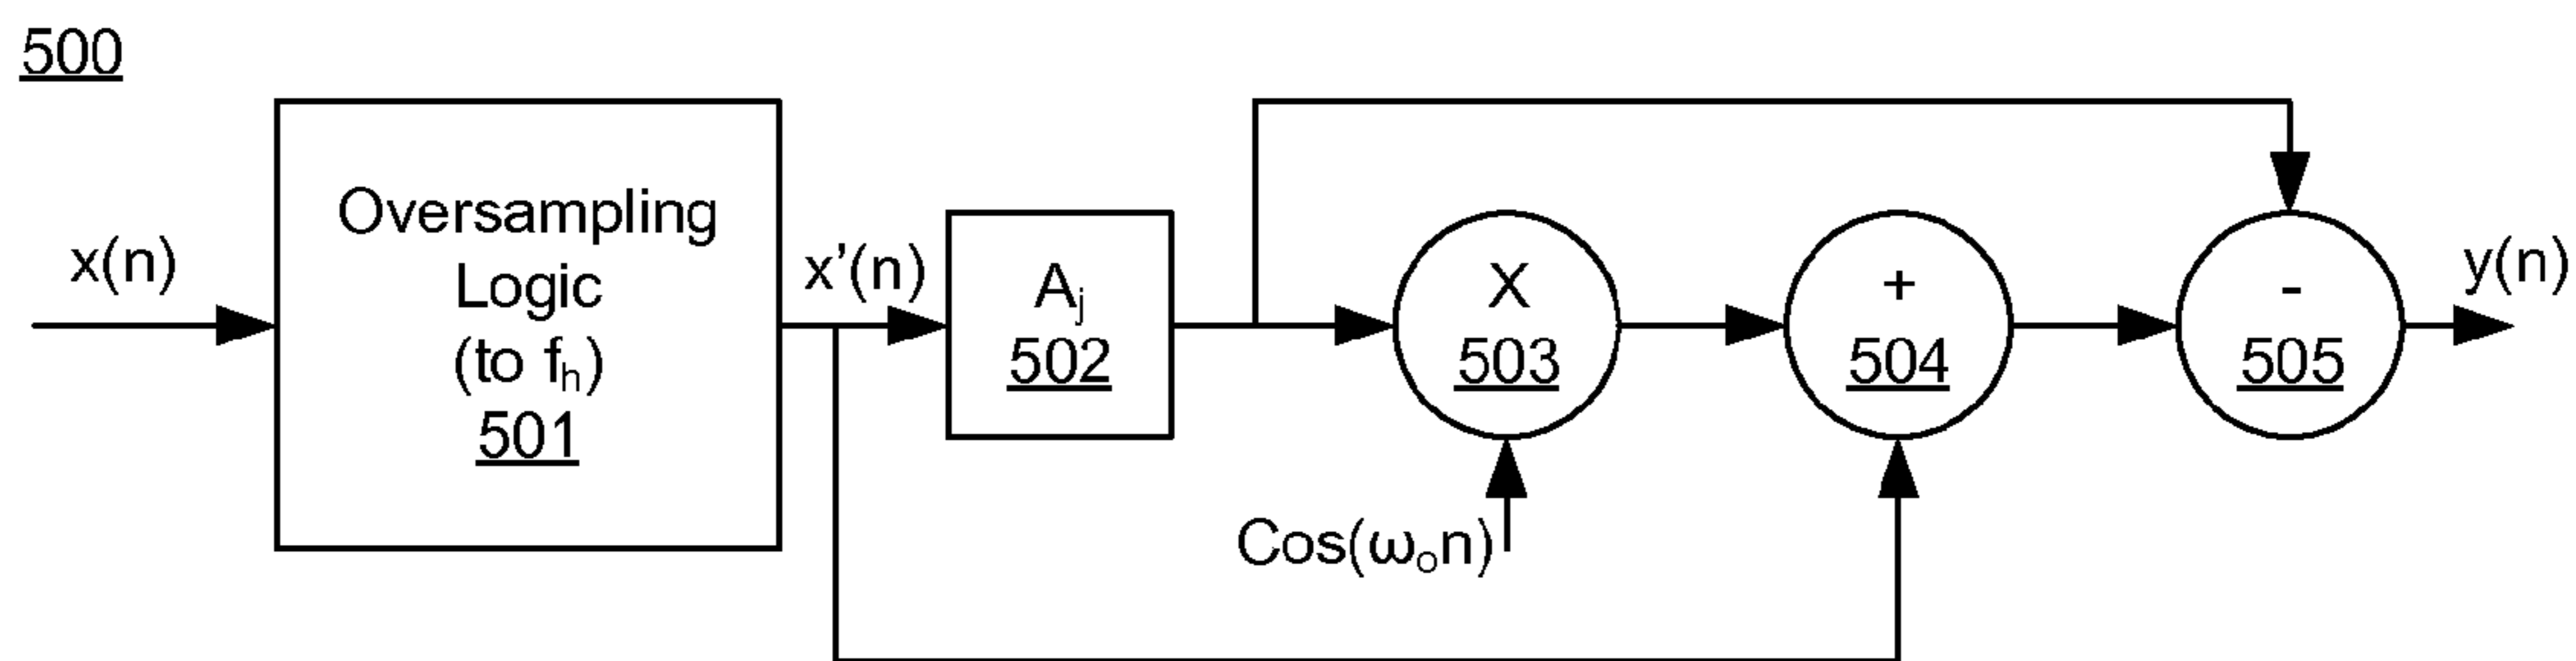 500
x(n)
Oversampling
Logic
(to fₕ)
501
x’(n)
Aⱼ
502
X
503
Cos(ωₒn)
+
504
-
505
y(n)